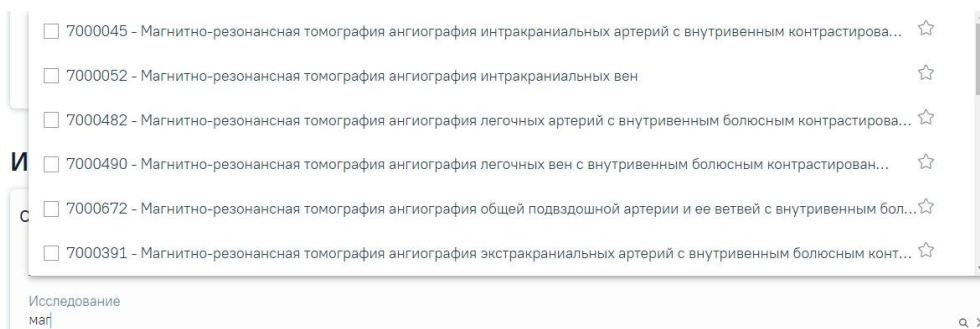 7000045 - Магнитно-резонансная томография ангиография интракраниальных артерий с внутривенным контрастирова...
7000052 - Магнитно-резонансная томография ангиография интракраниальных вен
7000482 - Магнитно-резонансная томография ангиография легочных артерий с внутривенным болюсным контрастирова...
7000490 - Магнитно-резонансная томография ангиография легочных вен с внутривенным болюсным контрастирован...
И
7000672 - Магнитно-резонансная томография ангиография общей подвздошной артерии и ее ветвей с внутривенным бол...
7000391 - Магнитно-резонансная томография ангиография экстракраниальных артерий с внутривенным болюсным конт...
Исследование
маг